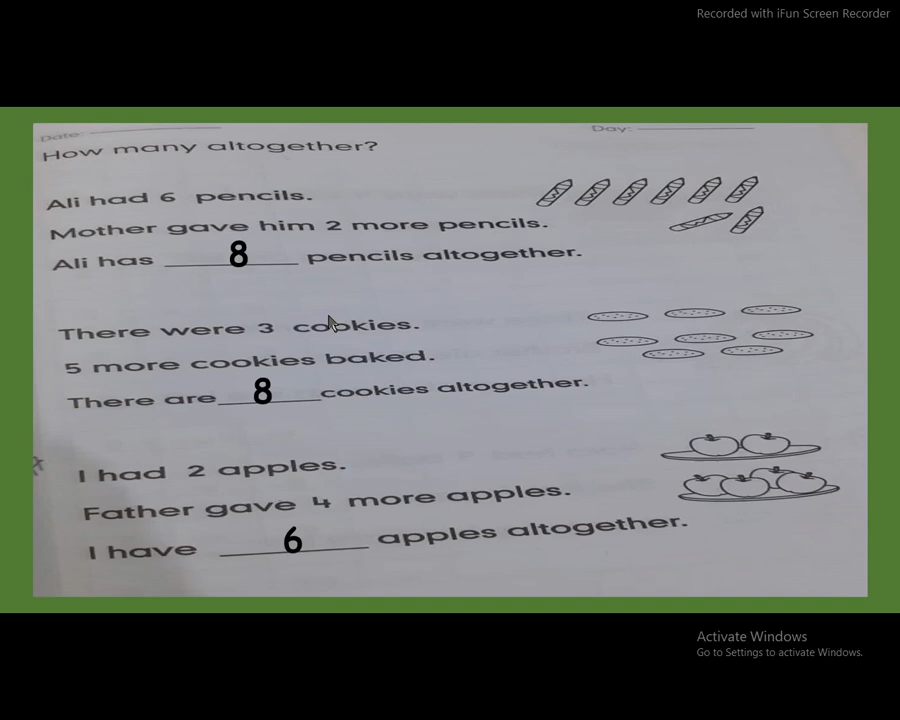 Recorded with iFun Screen Recorder
Date:
Day:
How many altogether?
Ali had 6 pencils.
Mother gave him 2 more pencils.
Ali has 8 pencils altogether.
There were 3 cookies.
5 more cookies baked.
There are 8 cookies altogether.
I had 2 apples.
Father gave 4 more apples.
I have 6 apples altogether.
Activate Windows
Go to Settings to activate Windows.